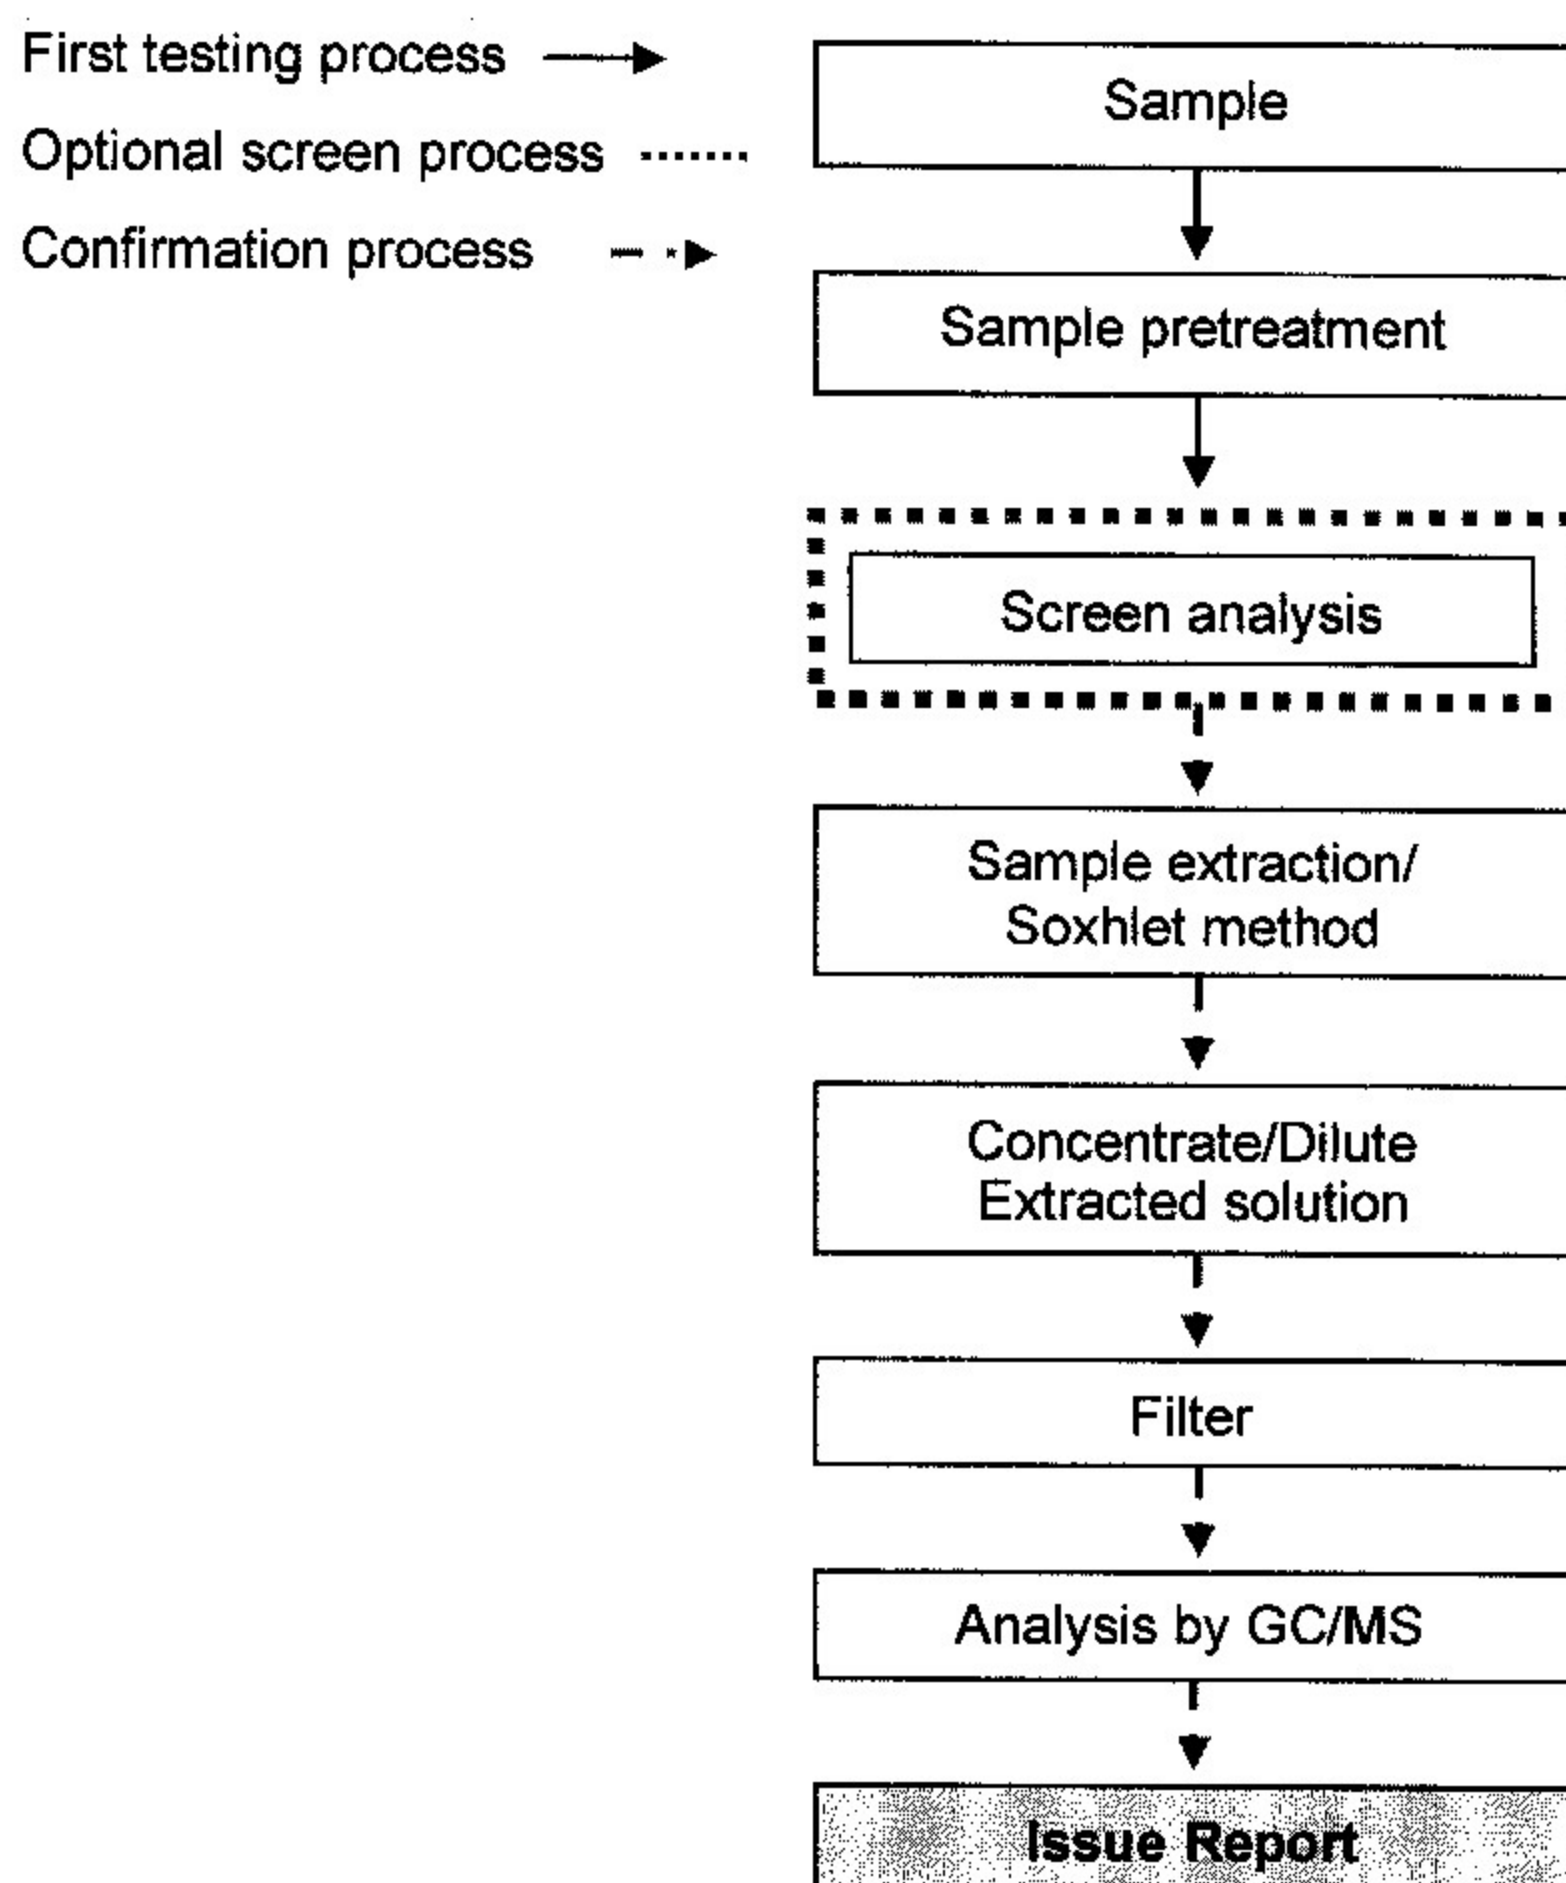 First testing process
Optional screen process
Confirmation process
Sample
Sample pretreatment
Screen analysis
Sample extraction/
Soxhlet method
Concentrate/Dilute
Extracted solution
Filter
Analysis by GC/MS
Issue Report